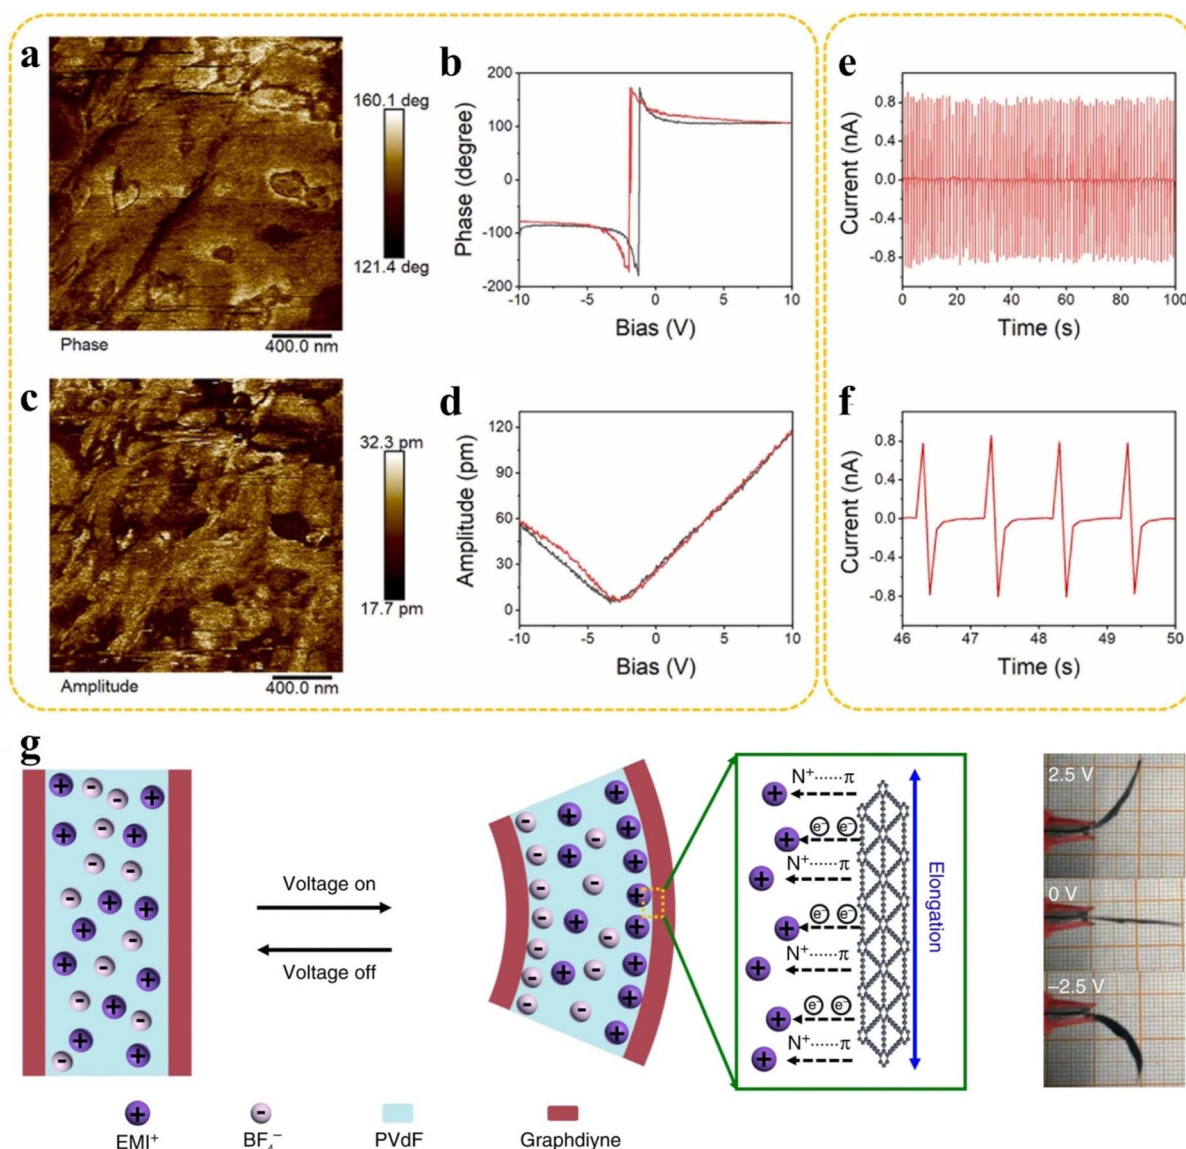 a
160.1 deg
121.4 deg
Phase
400.0 nm
b
Phase (degree)
200
100
0
-100
-200
-10
-5
0
5
10
Bias (V)
e
Current (nA)
0.8
0.4
0.0
-0.4
-0.8
0
20
40
60
80
100
Time (s)
c
32.3 pm
17.7 pm
Amplitude
400.0 nm
d
Amplitude (pm)
120
90
60
30
0
-10
-5
0
5
10
Bias (V)
f
Current (nA)
0.8
0.4
0.0
-0.4
-0.8
46
47
48
49
50
Time (s)
g
Voltage on
Voltage off
N⁺······π
e⁻ e⁻
N⁺······π
e⁻ e⁻
N⁺······π
e⁻ e⁻
N⁺······π
Elongation
2.5 V
0 V
−2.5 V
EMI⁺
BF₄⁻
PVdF
Graphdiyne